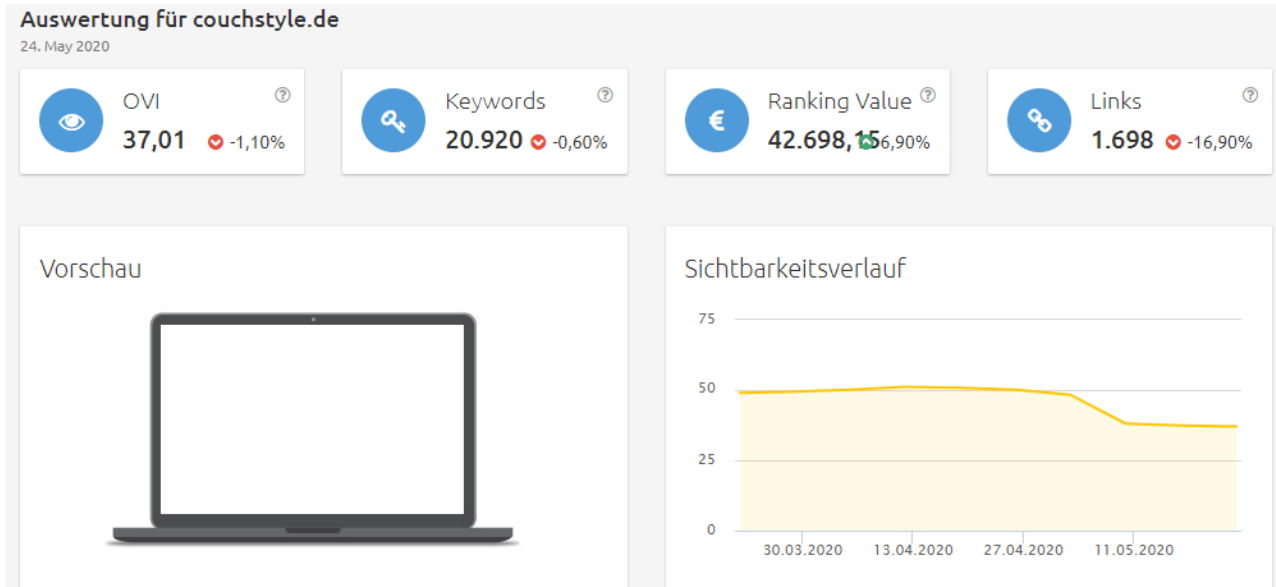 Auswertung für couchstyle.de
24. May 2020
OVI ?
37,01 -1,10%
Keywords ?
20.920 -0,60%
Ranking Value ?
42.698,15 6,90%
Links ?
1.698 -16,90%
Vorschau
Sichtbarkeitsverlauf
75
50
25
0
30.03.2020 13.04.2020 27.04.2020 11.05.2020